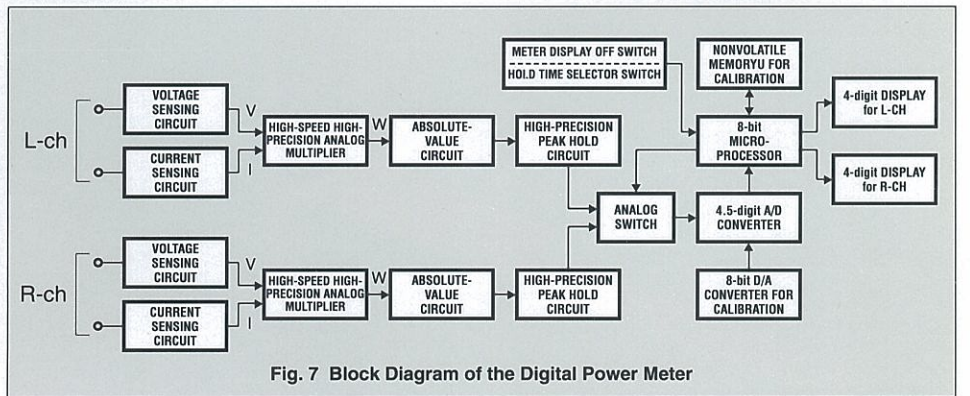 METER DISPLAY OFF SWITCH
HOLD TIME SELECTOR SWITCH
NONVOLATILE
MEMORYU FOR
CALIBRATION
4-digit DISPLAY
for L-CH
4-digit DISPLAY
for R-CH
8-bit
MICRO-
PROCESSOR
L-ch
VOLTAGE
SENSING
CIRCUIT
V
CURRENT
SENSING
CIRCUIT
I
HIGH-SPEED HIGH-
PRECISION ANALOG
MULTIPLIER
W
ABSOLUTE-
VALUE
CIRCUIT
HIGH-PRECISION
PEAK HOLD
CIRCUIT
ANALOG
SWITCH
4.5-digit A/D
CONVERTER
R-ch
VOLTAGE
SENSING
CIRCUIT
V
CURRENT
SENSING
CIRCUIT
I
HIGH-SPEED HIGH-
PRECISION ANALOG
MULTIPLIER
W
ABSOLUTE-
VALUE
CIRCUIT
HIGH-PRECISION
PEAK HOLD
CIRCUIT
8-bit D/A
CONVERTER FOR
CALIBRATION
Fig. 7 Block Diagram of the Digital Power Meter